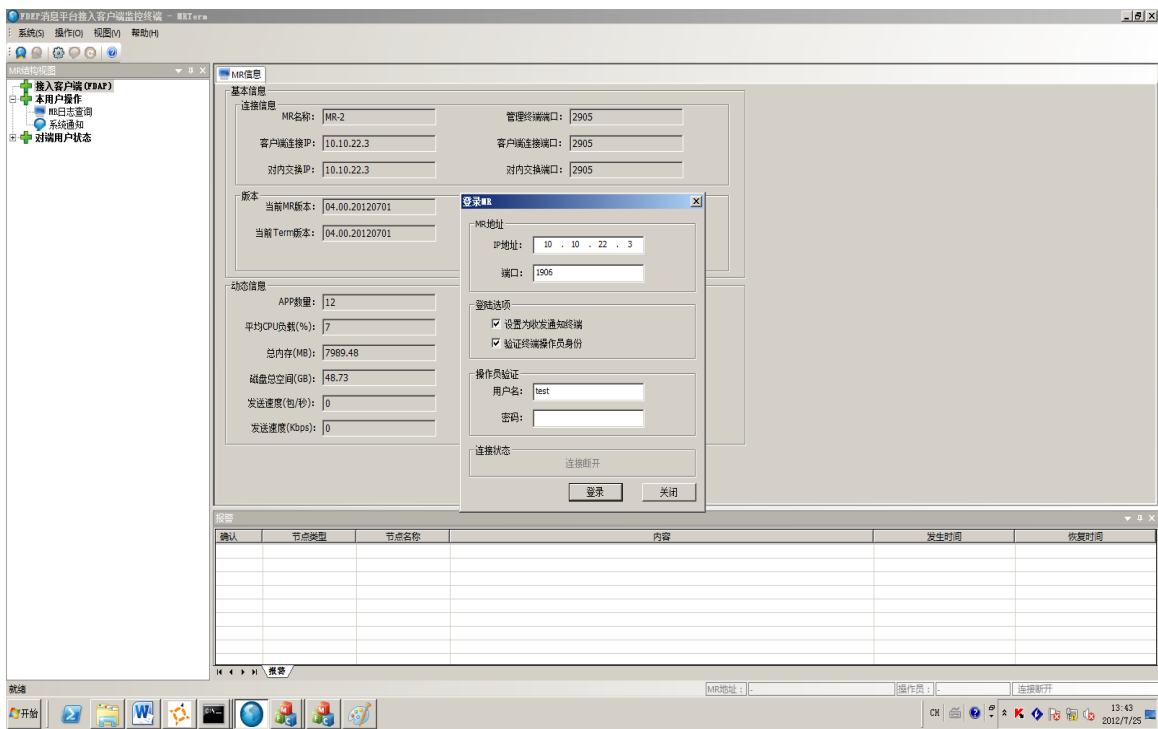 FDEP消息平台接入客户端监控终端 - MRTerm
系统(S) 操作(O) 视图(V) 帮助(H)
MR结构视图
接入客户端(FDAP)
本用户操作
MR日志查询
系统通知
对端用户状态
MR信息
基本信息
连接信息
MR名称: MR-2
管理终端端口: 2905
客户端连接IP: 10.10.22.3
客户端连接端口: 2905
对内交换IP: 10.10.22.3
对内交换端口: 2905
版本
当前MR版本: 04.00.20120701
当前Term版本: 04.00.20120701
动态信息
APP数量: 12
平均CPU负载(%): 7
总内存(MB): 7989.48
磁盘总空间(GB): 48.73
发送速度(包/秒): 0
发送速度(Kbps): 0
登录MR
MR地址
IP地址: 10 . 10 . 22 . 3
端口: 1906
登陆选项
设置为收发通知终端
验证终端操作员身份
操作员验证
用户名: test
密码:
连接状态
连接断开
登录 关闭
报警
确认 节点类型 节点名称 内容 发生时间 恢复时间
报警
就绪
MR地址: - 操作员: - 连接断开
开始
CH
13:43
2012/7/25